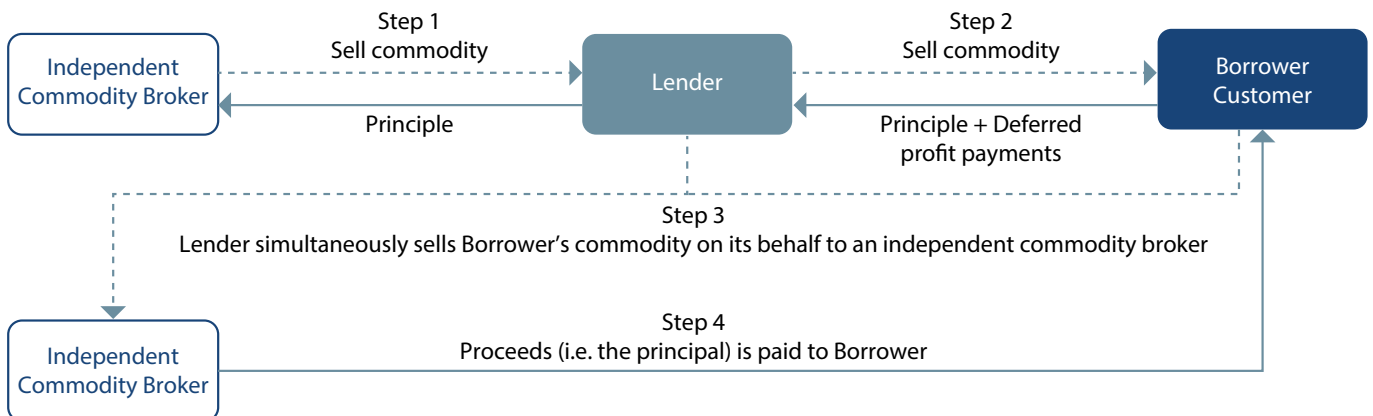 Step 1
Sell commodity
Step 2
Sell commodity
Independent
Commodity Broker
Lender
Borrower
Customer
Principle
Principle + Deferred
profit payments
Step 3
Lender simultaneously sells Borrower’s commodity on its behalf to an independent commodity broker
Step 4
Proceeds (i.e. the principal) is paid to Borrower
Independent
Commodity Broker